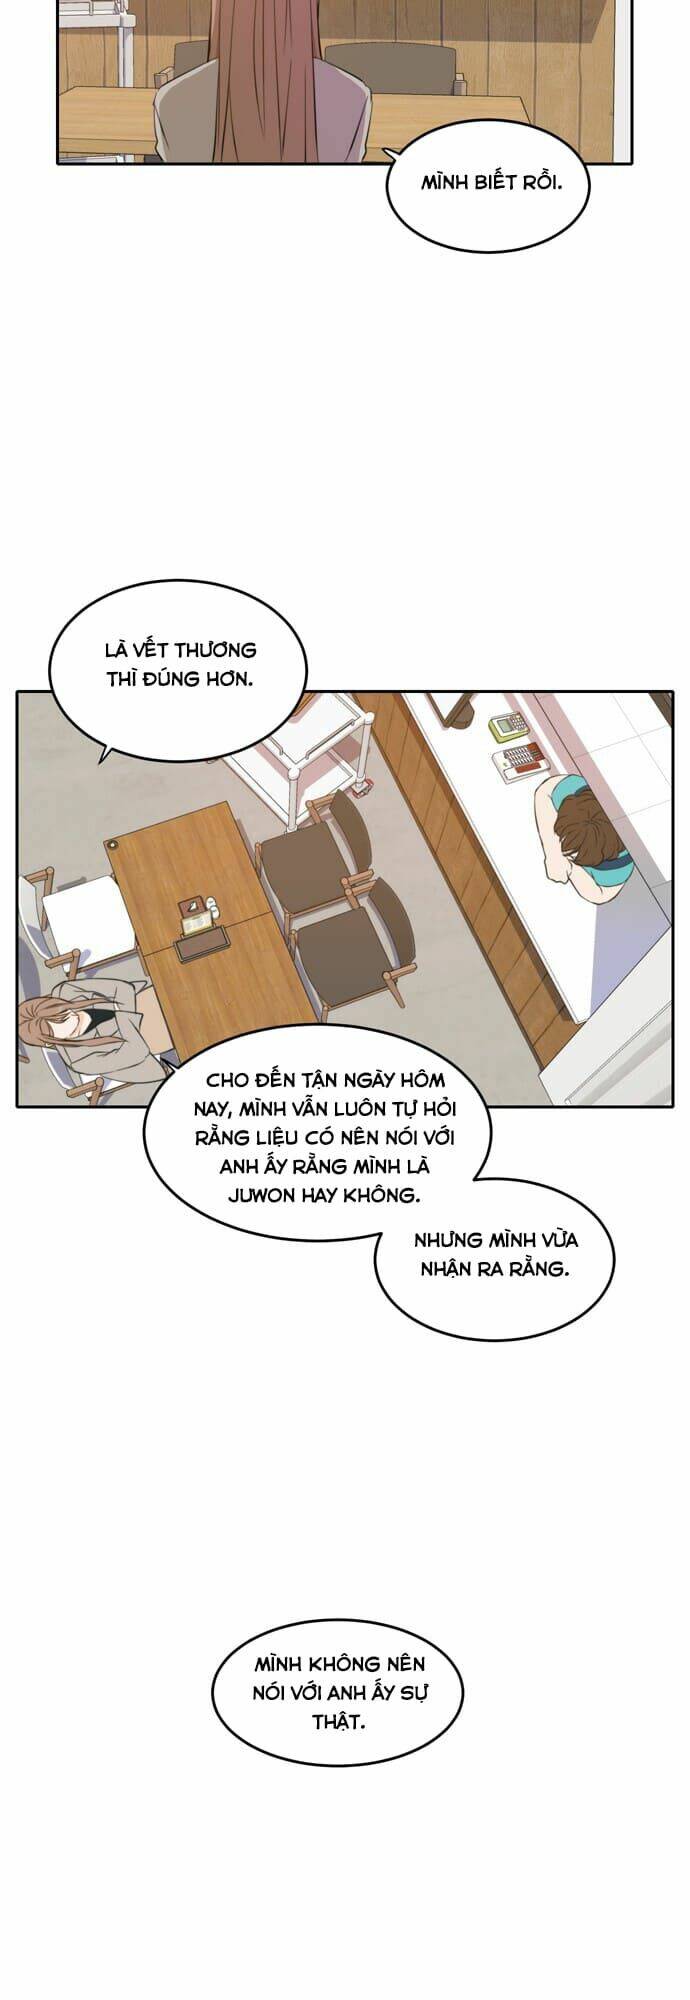 MÌNH BIẾT RỒI.
LÀ VẾT THƯƠNG
THÌ ĐÚNG HƠN.
CHO ĐẾN TẬN NGÀY HÔM
NAY, MÌNH VẪN LUÔN TỰ HỎI
RẰNG LIỆU CÓ NÊN NÓI VỚI
ANH ẤY RẰNG MÌNH LÀ
JUWON HAY KHÔNG.
NHƯNG MÌNH VỪA
NHẬN RA RẰNG.
MÌNH KHÔNG NÊN
NÓI VỚI ANH ẤY SỰ
THẬT.